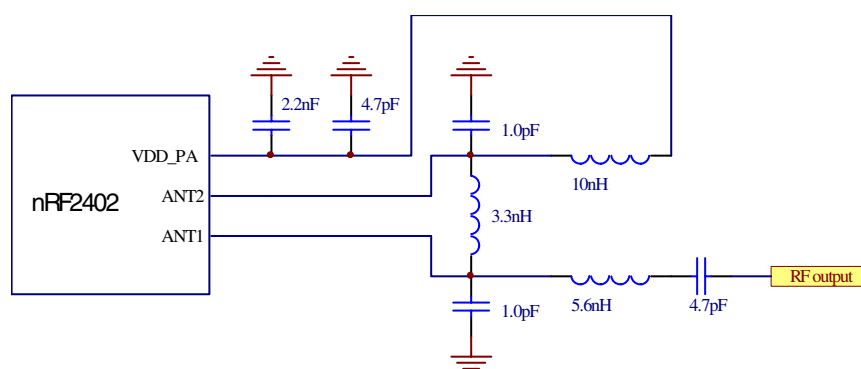 2.2nF
4.7pF
1.0pF
VDD_PA
10nH
ANT2
nRF2402
3.3nH
ANT1
RF output
1.0pF
5.6nH
4.7pF